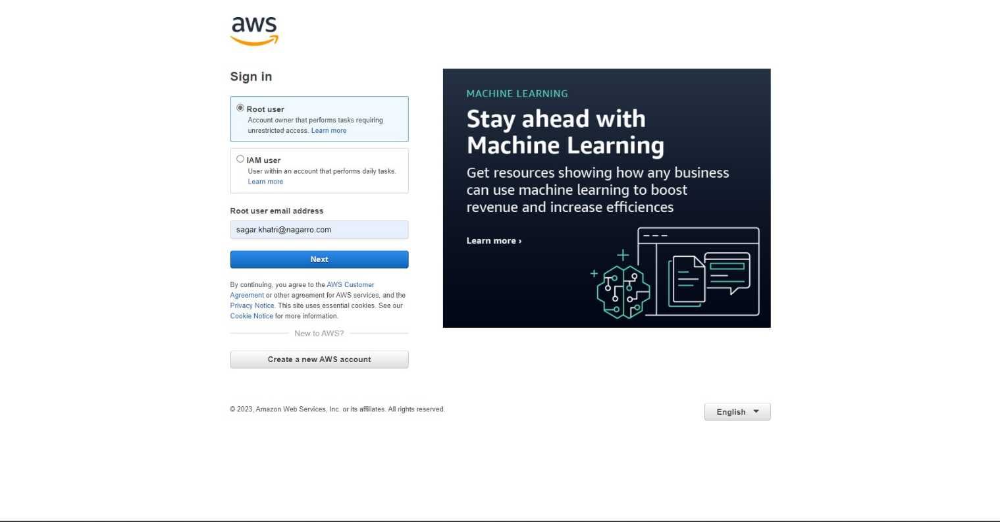 aws
Sign in
Root user
Account owner that performs tasks requiring
unrestricted access. Learn more
IAM user
User within an account that performs daily tasks.
Learn more
Root user email address
sagar.khatri@nagarro.com
Next
By continuing, you agree to the AWS Customer
Agreement or other agreement for AWS services, and the
Privacy Notice. This site uses essential cookies. See our
Cookie Notice for more information.
New to AWS?
Create a new AWS account
MACHINE LEARNING
Stay ahead with
Machine Learning
Get resources showing how any business
can use machine learning to boost
revenue and increase efficiences
Learn more ›
© 2023, Amazon Web Services, Inc. or its affiliates. All rights reserved.
English